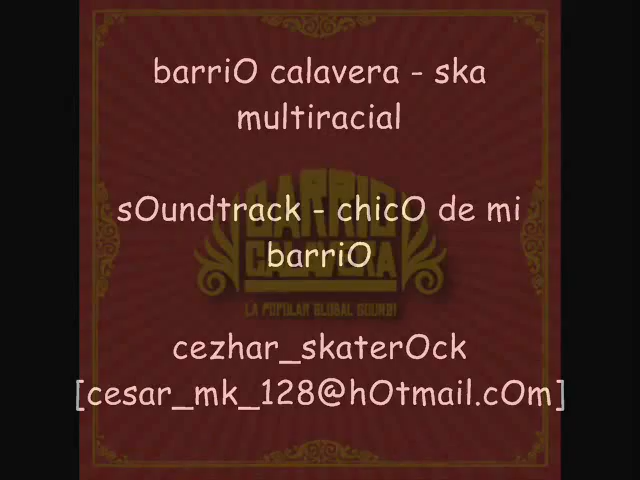 barriO calavera - ska
multiracial
sOundtrack - chicO de mi
barriO
BARRIO
CALAVERA
LA POPULAR GLOBAL SOUND!
cezhar_skaterOck
[cesar_mk_128@hOtmail.cOm]